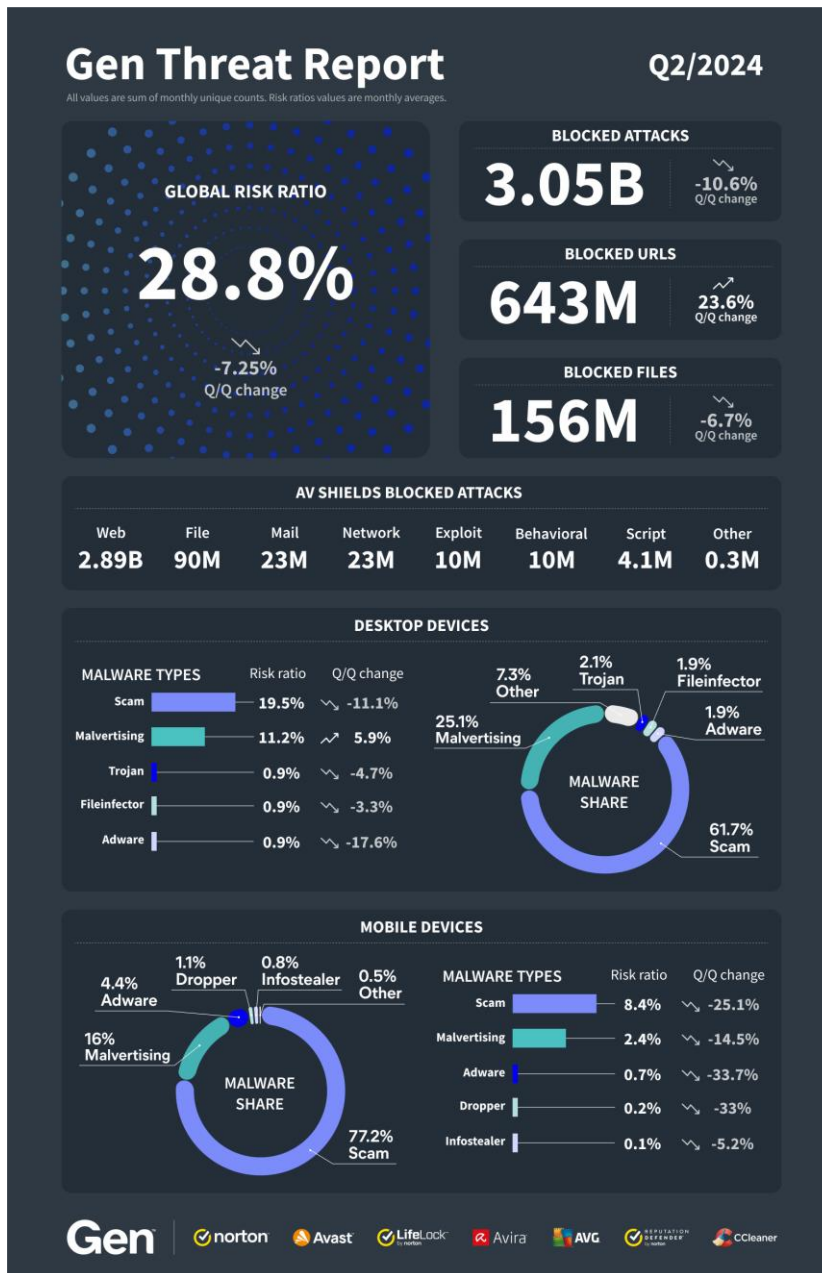 Gen Threat Report
Q2/2024
All values are sum of monthly unique counts. Risk ratios values are monthly averages.
GLOBAL RISK RATIO
28.8%
-7.25%
Q/Q change
BLOCKED ATTACKS
3.05B
-10.6%
Q/Q change
BLOCKED URLS
643M
23.6%
Q/Q change
BLOCKED FILES
156M
-6.7%
Q/Q change
AV SHIELDS BLOCKED ATTACKS
Web File Mail Network Exploit Behavioral Script Other
2.89B 90M 23M 23M 10M 10M 4.1M 0.3M
DESKTOP DEVICES
MALWARE TYPES Risk ratio Q/Q change
Scam 19.5% -11.1%
Malvertising 11.2% 5.9%
Trojan 0.9% -4.7%
Fileinfector 0.9% -3.3%
Adware 0.9% -17.6%
7.3%
Other
2.1%
Trojan
1.9%
Fileinfector
1.9%
Adware
25.1%
Malvertising
MALWARE
SHARE
61.7%
Scam
MOBILE DEVICES
4.4%
Adware
1.1%
Dropper
0.8%
Infostealer
0.5%
Other
16%
Malvertising
MALWARE
SHARE
77.2%
Scam
MALWARE TYPES Risk ratio Q/Q change
Scam 8.4% -25.1%
Malvertising 2.4% -14.5%
Adware 0.7% -33.7%
Dropper 0.2% -33%
Infostealer 0.1% -5.2%
Gen
norton
Avast
LifeLock
by norton
Avira
AVG
REPUTATION
DEFENDER
by norton
CCleaner